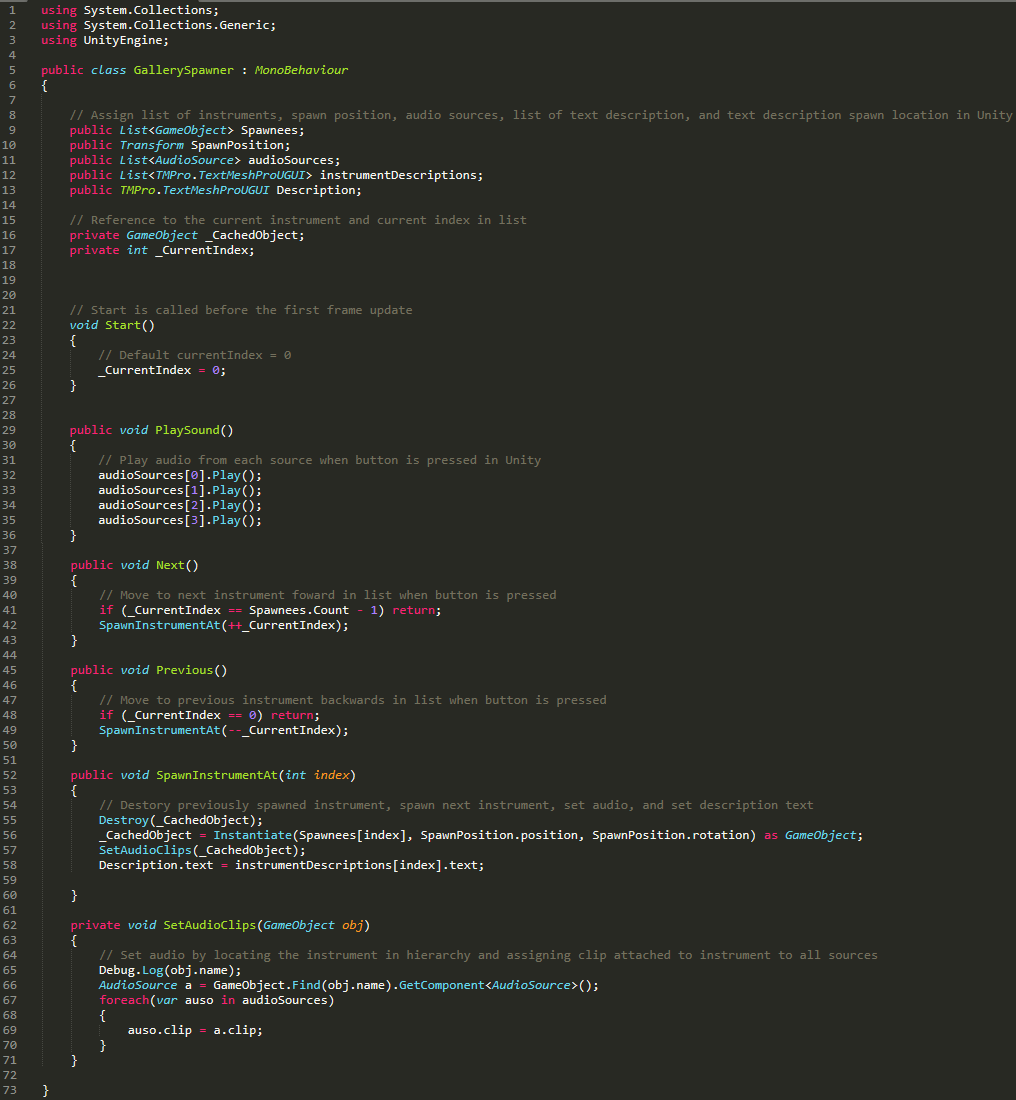 1 using System.Collections;
2 using System.Collections.Generic;
3 using UnityEngine;
4
5 public class GallerySpawner : MonoBehaviour
6 {
7
8 // Assign list of instruments, spawn position, audio sources, list of text description, and text description spawn location in Unity
9 public List<GameObject> Spawnees;
10 public Transform SpawnPosition;
11 public List<AudioSource> audioSources;
12 public List<TMPro.TextMeshProUGUI> instrumentDescriptions;
13 public TMPro.TextMeshProUGUI Description;
14
15 // Reference to the current instrument and current index in list
16 private GameObject _CachedObject;
17 private int _CurrentIndex;
18
19
20
21 // Start is called before the first frame update
22 void Start()
23 {
24 // Default currentIndex = 0
25 _CurrentIndex = 0;
26 }
27
28
29 public void PlaySound()
30 {
31 // Play audio from each source when button is pressed in Unity
32 audioSources[0].Play();
33 audioSources[1].Play();
34 audioSources[2].Play();
35 audioSources[3].Play();
36 }
37
38 public void Next()
39 {
40 // Move to next instrument foward in list when button is pressed
41 if (_CurrentIndex == Spawnees.Count - 1) return;
42 SpawnInstrumentAt(++_CurrentIndex);
43 }
44
45 public void Previous()
46 {
47 // Move to previous instrument backwards in list when button is pressed
48 if (_CurrentIndex == 0) return;
49 SpawnInstrumentAt(--_CurrentIndex);
50 }
51
52 public void SpawnInstrumentAt(int index)
53 {
54 // Destory previously spawned instrument, spawn next instrument, set audio, and set description text
55 Destroy(_CachedObject);
56 _CachedObject = Instantiate(Spawnees[index], SpawnPosition.position, SpawnPosition.rotation) as GameObject;
57 SetAudioClips(_CachedObject);
58 Description.text = instrumentDescriptions[index].text;
59
60 }
61
62 private void SetAudioClips(GameObject obj)
63 {
64 // Set audio by locating the instrument in hierarchy and assigning clip attached to instrument to all sources
65 Debug.Log(obj.name);
66 AudioSource a = GameObject.Find(obj.name).GetComponent<AudioSource>();
67 foreach(var auso in audioSources)
68 {
69 auso.clip = a.clip;
70 }
71 }
72
73 }